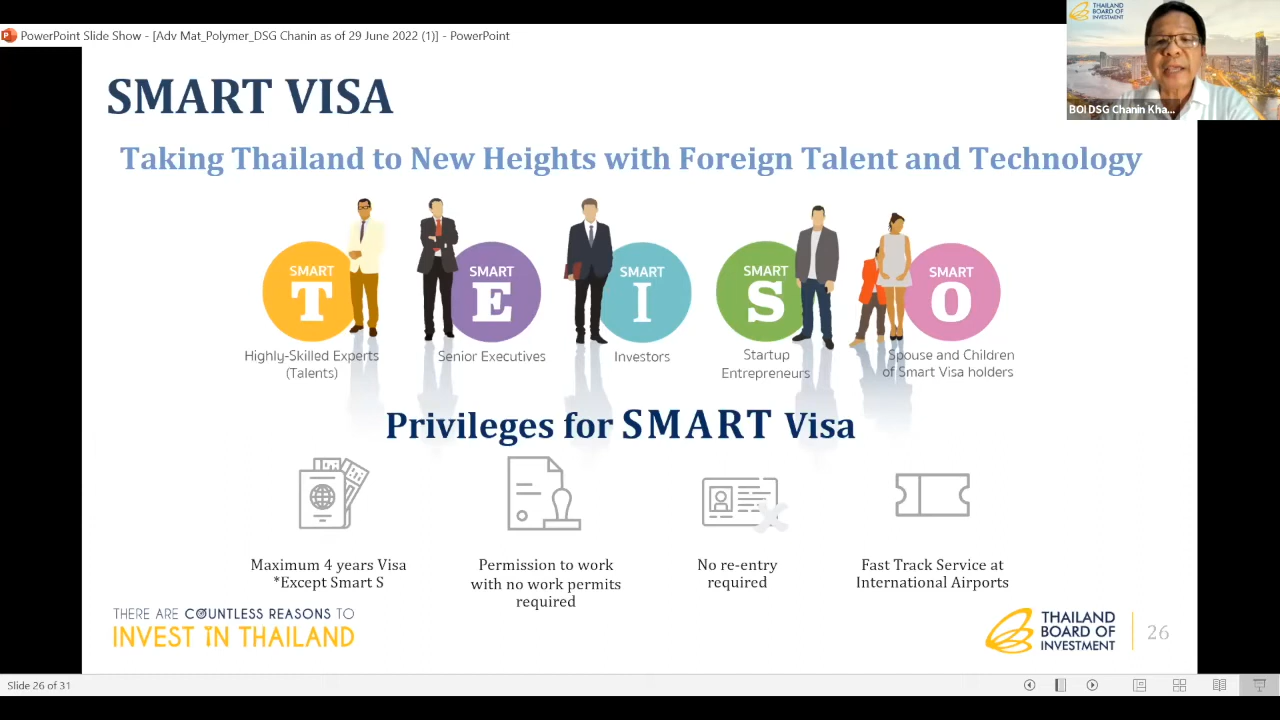 PowerPoint Slide Show - [Adv Mat_Polymer_DSG Chanin as of 29 June 2022 (1)] - PowerPoint
THAILAND
BOARD OF
INVESTMENT
BOI DSG Chanin Kha...
SMART VISA
Taking Thailand to New Heights with Foreign Talent and Technology
SMART
T
SMART
E
SMART
I
SMART
S
SMART
O
Highly-Skilled Experts
(Talents)
Senior Executives
Investors
Startup
Entrepreneurs
Spouse and Children
of Smart Visa holders
Privileges for SMART Visa
Maximum 4 years Visa
*Except Smart S
Permission to work
with no work permits
required
No re-entry
required
Fast Track Service at
International Airports
THERE ARE COUNTLESS REASONS TO
INVEST IN THAILAND
THAILAND
BOARD OF
INVESTMENT
26
Slide 26 of 31